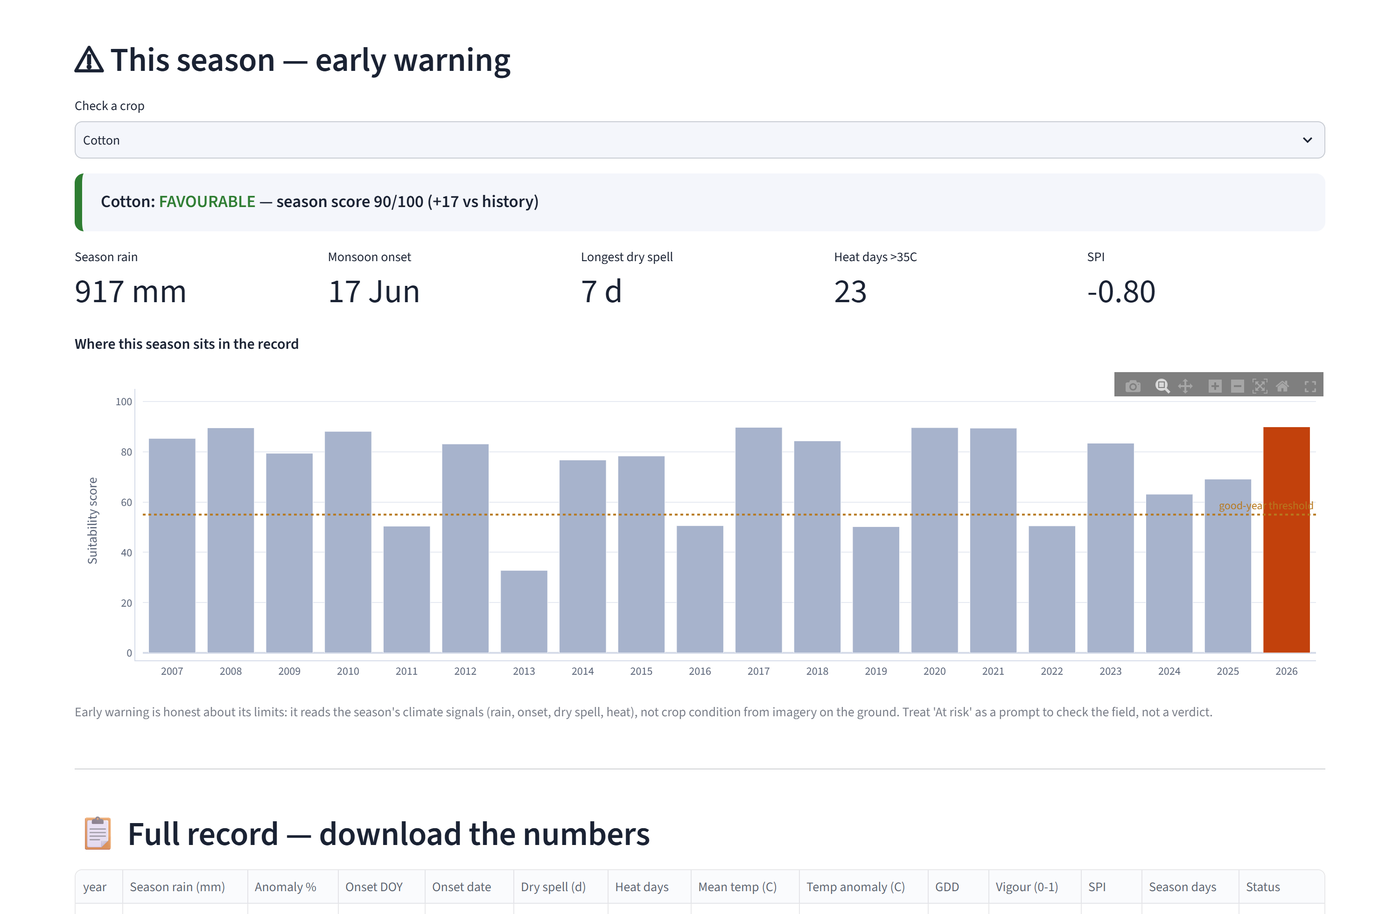 ⚠ This season — early warning
Check a crop
Cotton
Cotton: FAVOURABLE — season score 90/100 (+17 vs history)
Season rain
917 mm
Monsoon onset
17 Jun
Longest dry spell
7 d
Heat days >35C
23
SPI
-0.80
Where this season sits in the record
Suitability score
100
80
60
40
20
0
good-year threshold
2007 2008 2009 2010 2011 2012 2013 2014 2015 2016 2017 2018 2019 2020 2021 2022 2023 2024 2025 2026
Early warning is honest about its limits: it reads the season's climate signals (rain, onset, dry spell, heat), not crop condition from imagery on the ground. Treat 'At risk' as a prompt to check the field, not a verdict.
📋 Full record — download the numbers
year Season rain (mm) Anomaly % Onset DOY Onset date Dry spell (d) Heat days Mean temp (C) Temp anomaly (C) GDD Vigour (0-1) SPI Season days Status